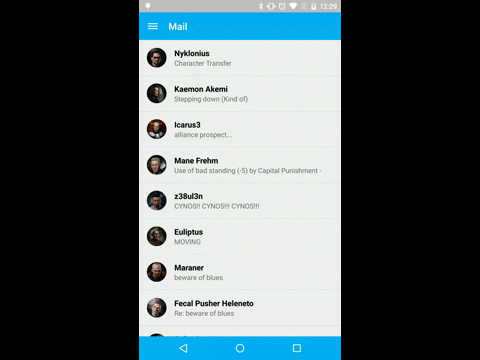 12:29
Mail
Nyklonius
Character Transfer
Kaemon Akemi
Stepping down (Kind of)
Icarus3
alliance prospect...
Mane Frehm
Use of bad standing (-5) by Capital Punishment -
z38ul3n
CYNOS!! CYNOS!!! CYNOS!!!
Euliptus
MOVING
Maraner
beware of blues
Fecal Pusher Heleneto
Re: beware of blues